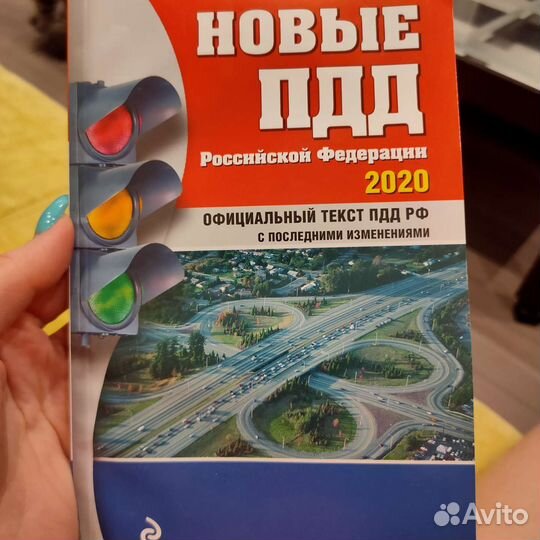 НОВЫЕ
ПДД
Российской Федерации
2020
ОФИЦИАЛЬНЫЙ ТЕКСТ ПДД РФ
С ПОСЛЕДНИМИ ИЗМЕНЕНИЯМИ
Avito